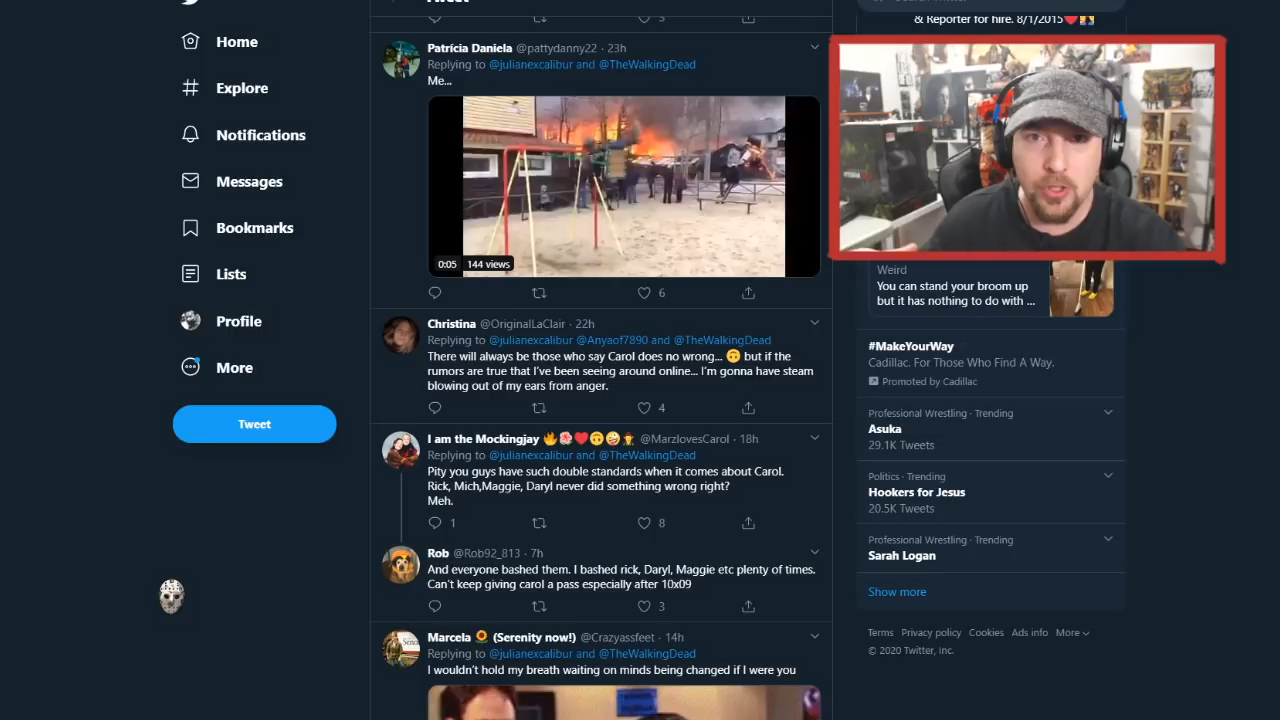 & Reporter for hire. 8/1/2015❤️
Home
Explore
Notifications
Messages
Bookmarks
Lists
Profile
More
Tweet
3
Patrícia Daniela @pattydanny22 · 23h
Replying to @julianexcalibur and @TheWalkingDead
Me...
0:05 144 views
6
Christina @OriginalLaClair · 22h
Replying to @julianexcalibur @Anyaof7890 and @TheWalkingDead
There will always be those who say Carol does no wrong... 🙃 but if the
rumors are true that I've been seeing around online... I'm gonna have steam
blowing out of my ears from anger.
4
I am the Mockingjay 🔥🌺❤️🙃🤪 @MarzlovesCarol · 18h
Replying to @julianexcalibur and @TheWalkingDead
Pity you guys have such double standards when it comes about Carol.
Rick, Mich,Maggie, Daryl never did something wrong right?
Meh.
1 8
Rob @Rob92_813 · 7h
And everyone bashed them. I bashed rick, Daryl, Maggie etc plenty of times.
Can't keep giving carol a pass especially after 10x09
3
Marcela 🌻 (Serenity now!) @Crazyassfeet · 14h
Replying to @julianexcalibur and @TheWalkingDead
I wouldn't hold my breath waiting on minds being changed if I were you
Weird
You can stand your broom up
but it has nothing to do with ...
#MakeYourWay
Cadillac. For Those Who Find A Way.
Promoted by Cadillac
Professional Wrestling · Trending
Asuka
29.1K Tweets
Politics · Trending
Hookers for Jesus
20.5K Tweets
Professional Wrestling · Trending
Sarah Logan
Show more
Terms Privacy policy Cookies Ads info More
© 2020 Twitter, Inc.